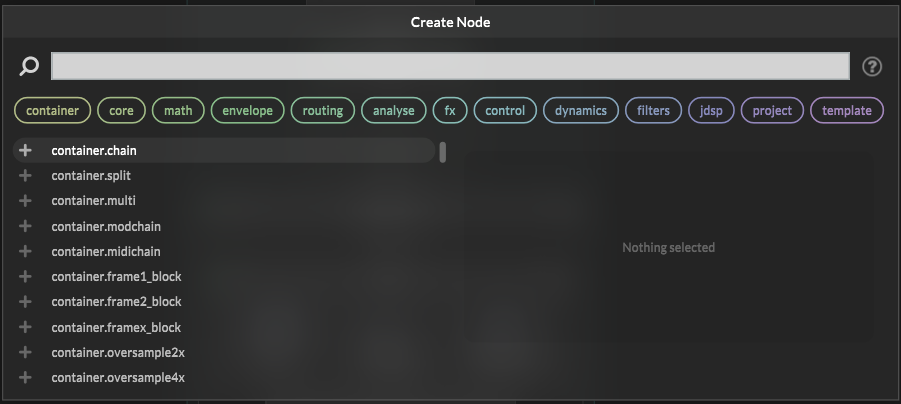 Create Node
?
container core math envelope routing analyse fx control dynamics filters jdsp project template
container.chain
container.split
container.multi
container.modchain
Nothing selected
container.midichain
container.frame1_block
container.frame2_block
container.framex_block
container.oversample2x
container.oversample4x